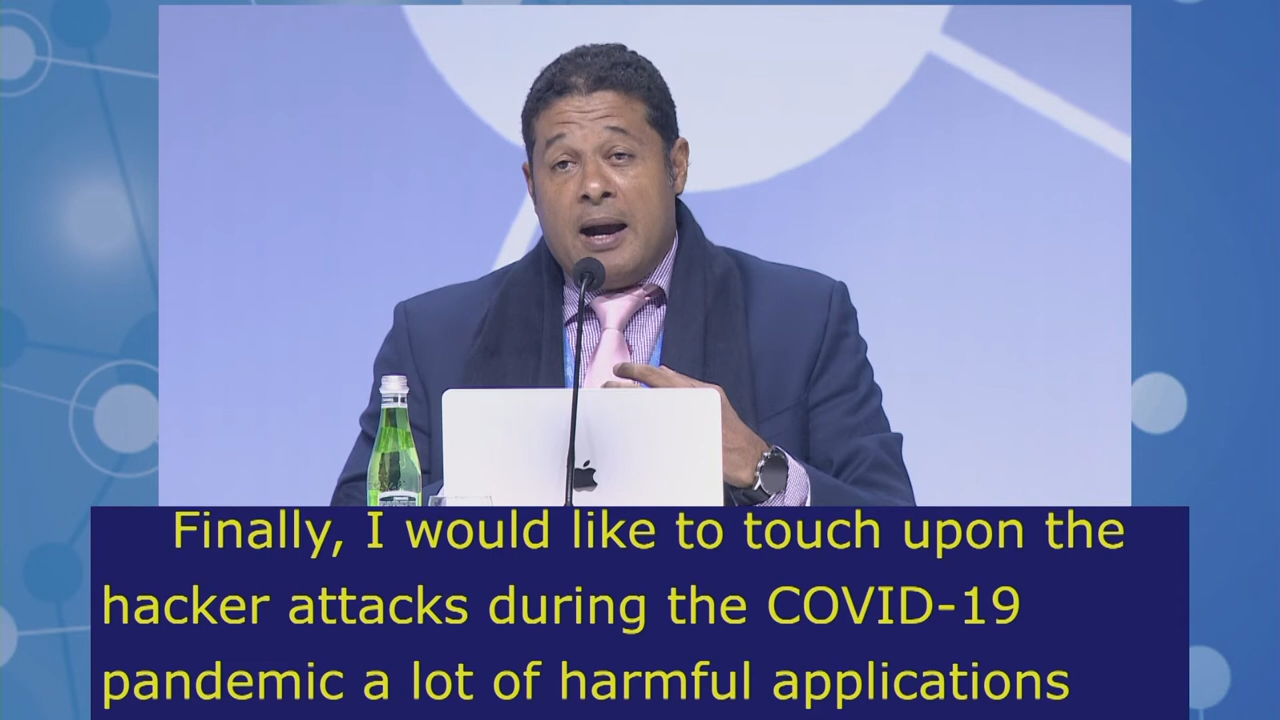 Finally, I would like to touch upon the
hacker attacks during the COVID-19
pandemic a lot of harmful applications